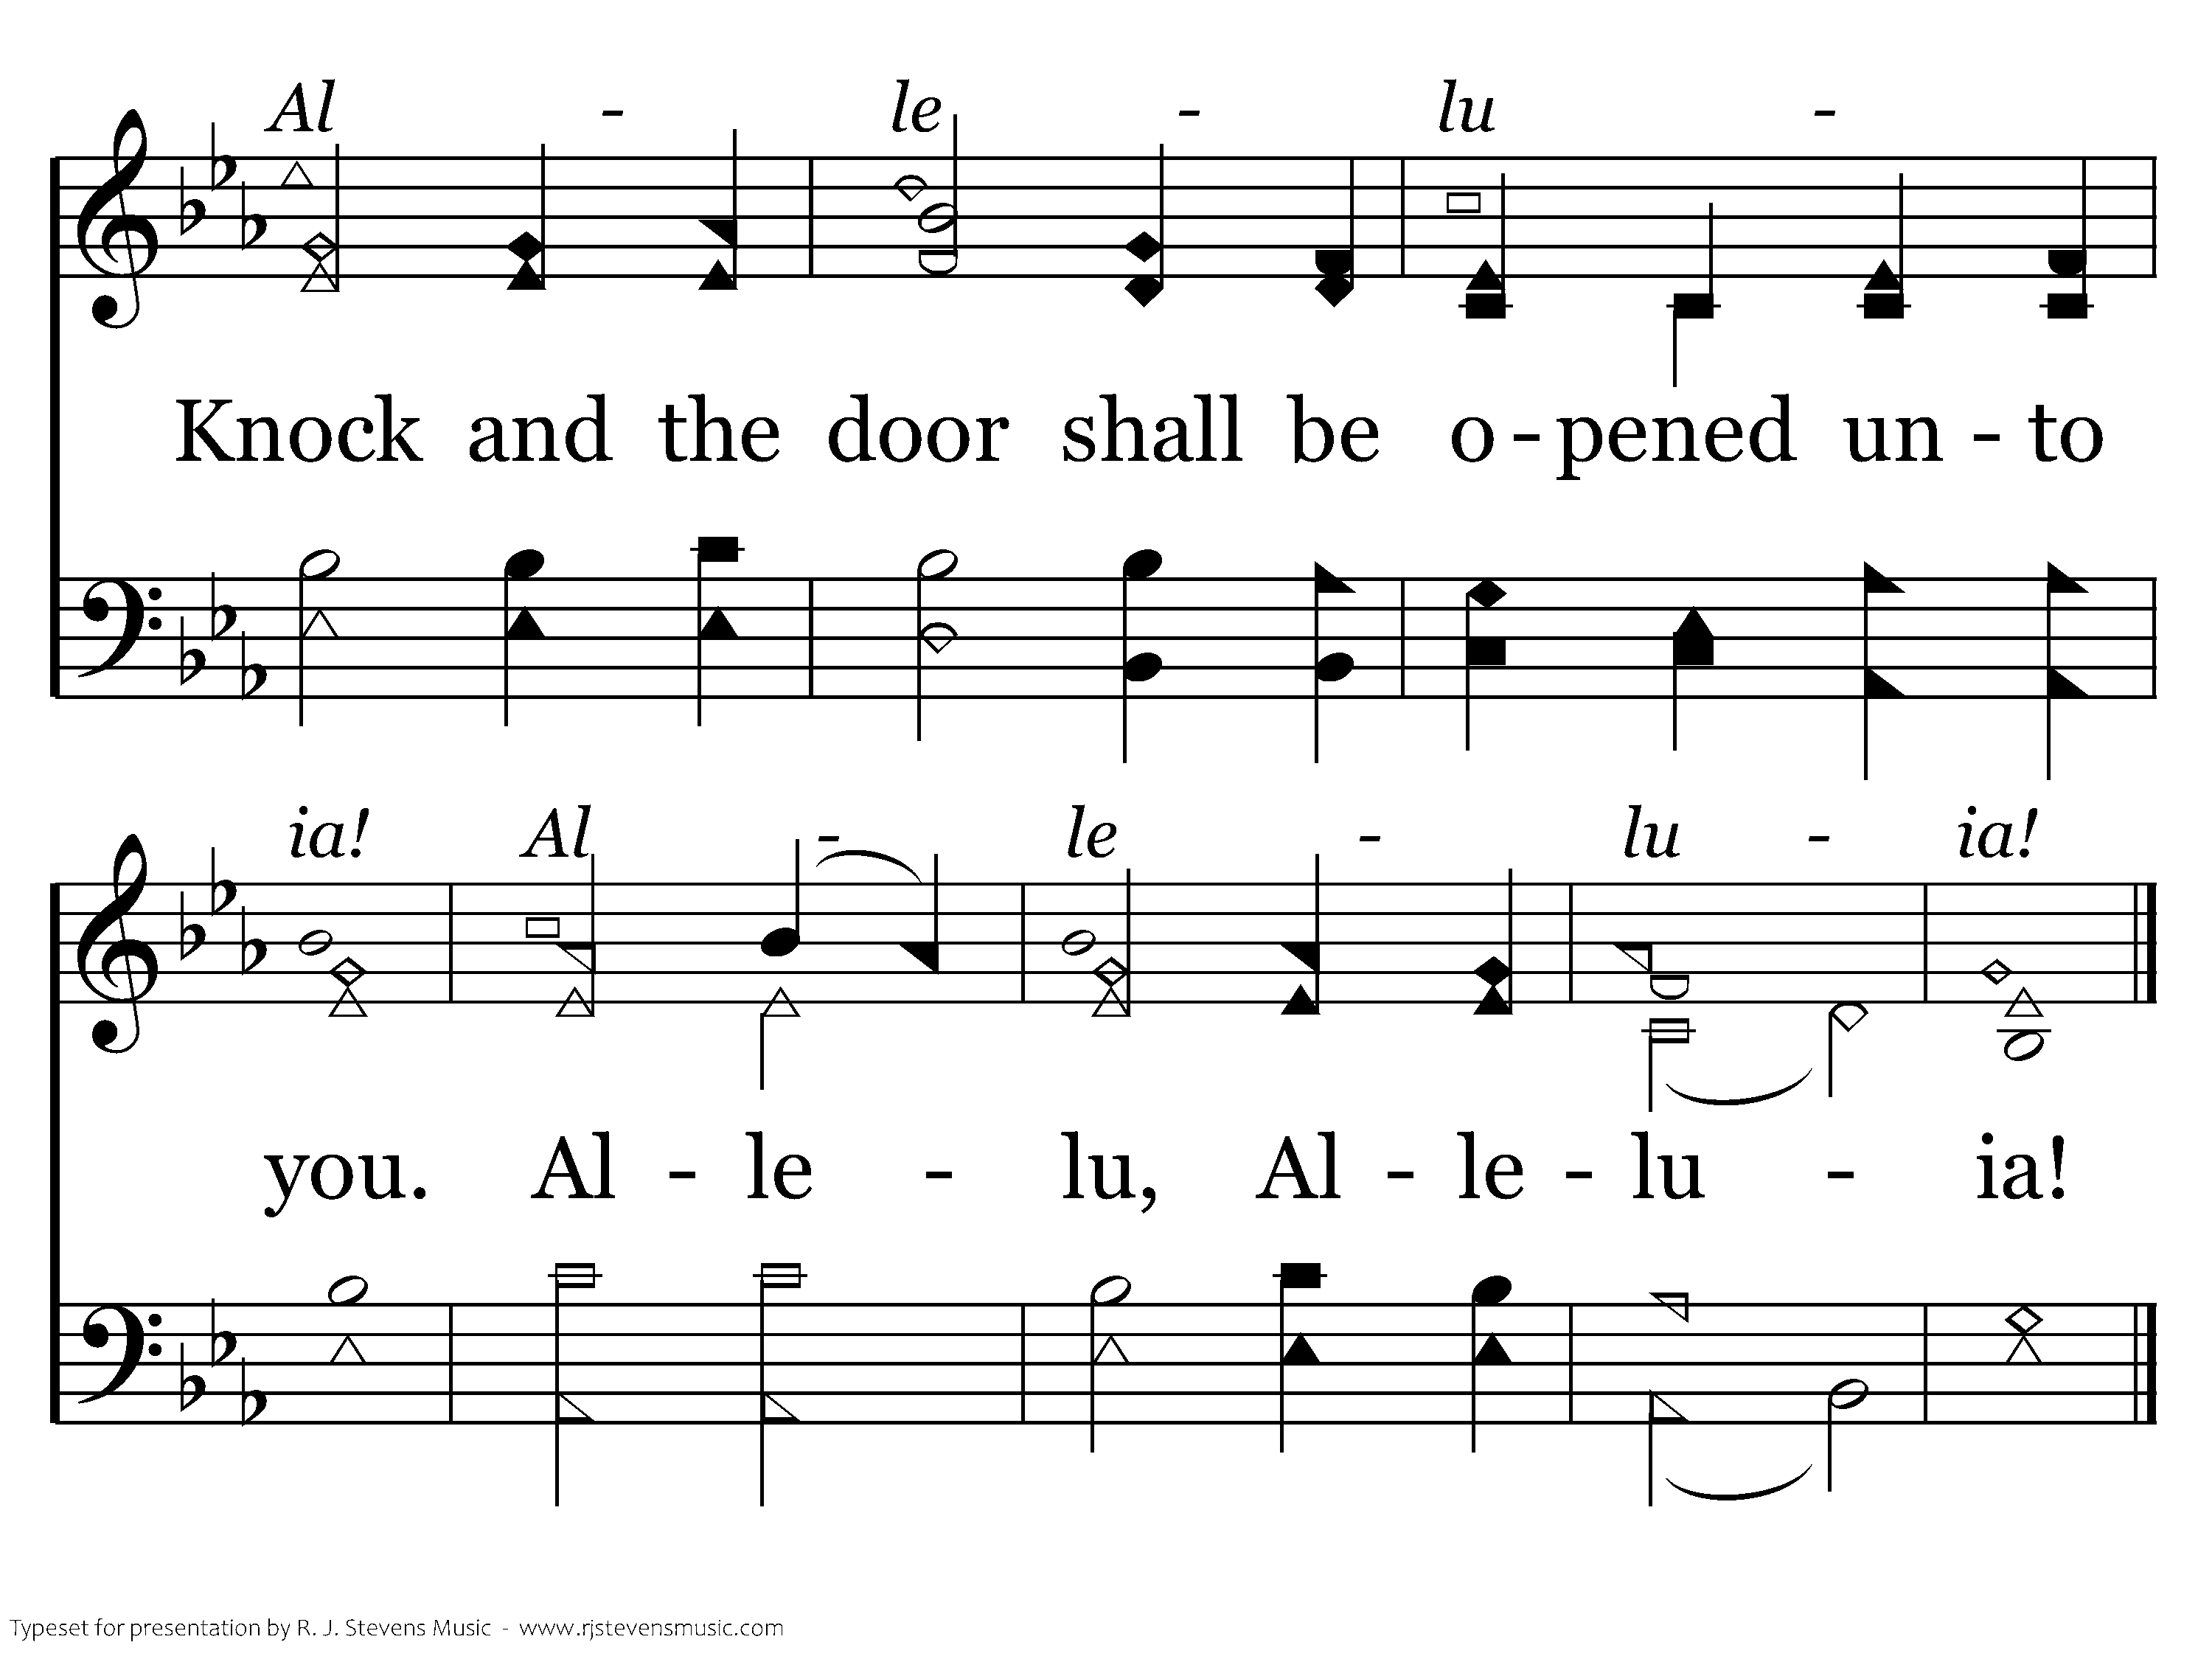 Al - le - lu -
Knock and the door shall be o - pened un - to
ia! Al - le - lu - ia!
you. Al - le - lu, Al - le - lu - ia!
Typeset for presentation by R. J. Stevens Music - www.rjstevensmusic.com